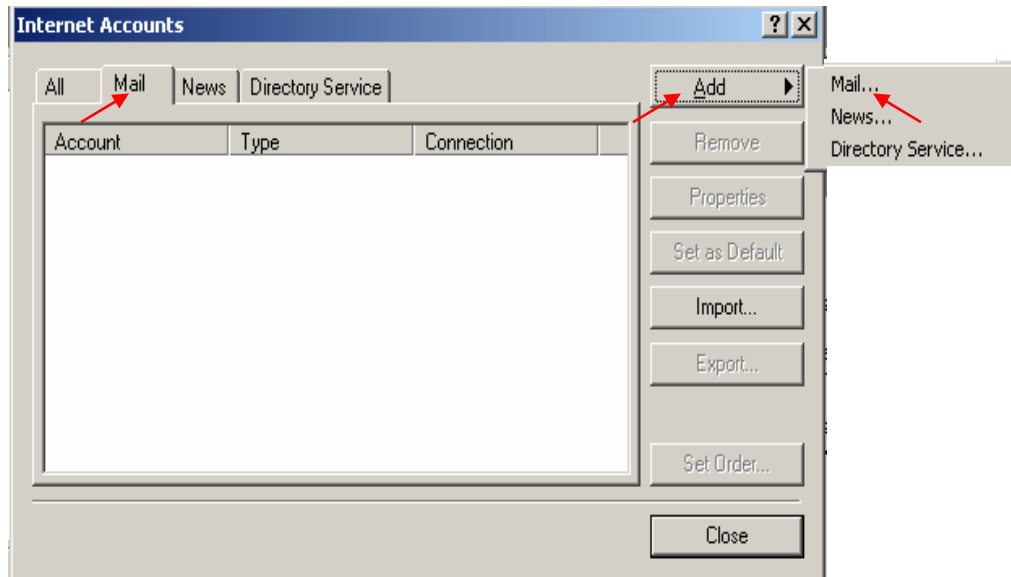 Internet Accounts
All Mail News Directory Service
Add
Mail...
News...
Directory Service...
Account Type Connection
Remove
Properties
Set as Default
Import...
Export...
Set Order...
Close